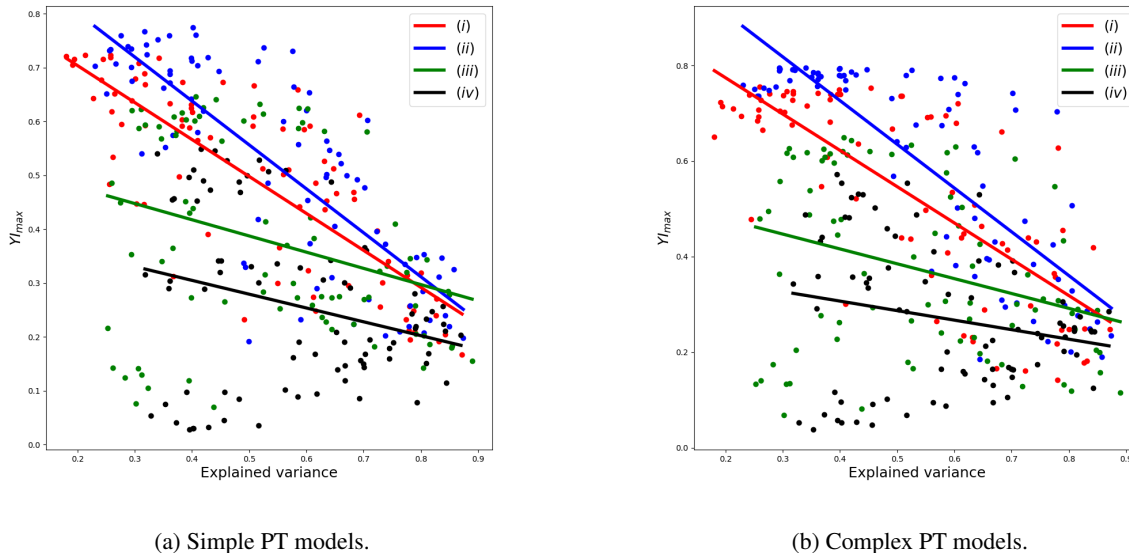 0.8
0.7
0.6
0.5
0.4
0.3
0.2
0.1
0.0
YI_max
0.2 0.3 0.4 0.5 0.6 0.7 0.8 0.9
Explained variance
(i)
(ii)
(iii)
(iv)
(a) Simple PT models.
0.8
0.6
0.4
0.2
0.0
YI_max
0.2 0.3 0.4 0.5 0.6 0.7 0.8 0.9
Explained variance
(i)
(ii)
(iii)
(iv)
(b) Complex PT models.